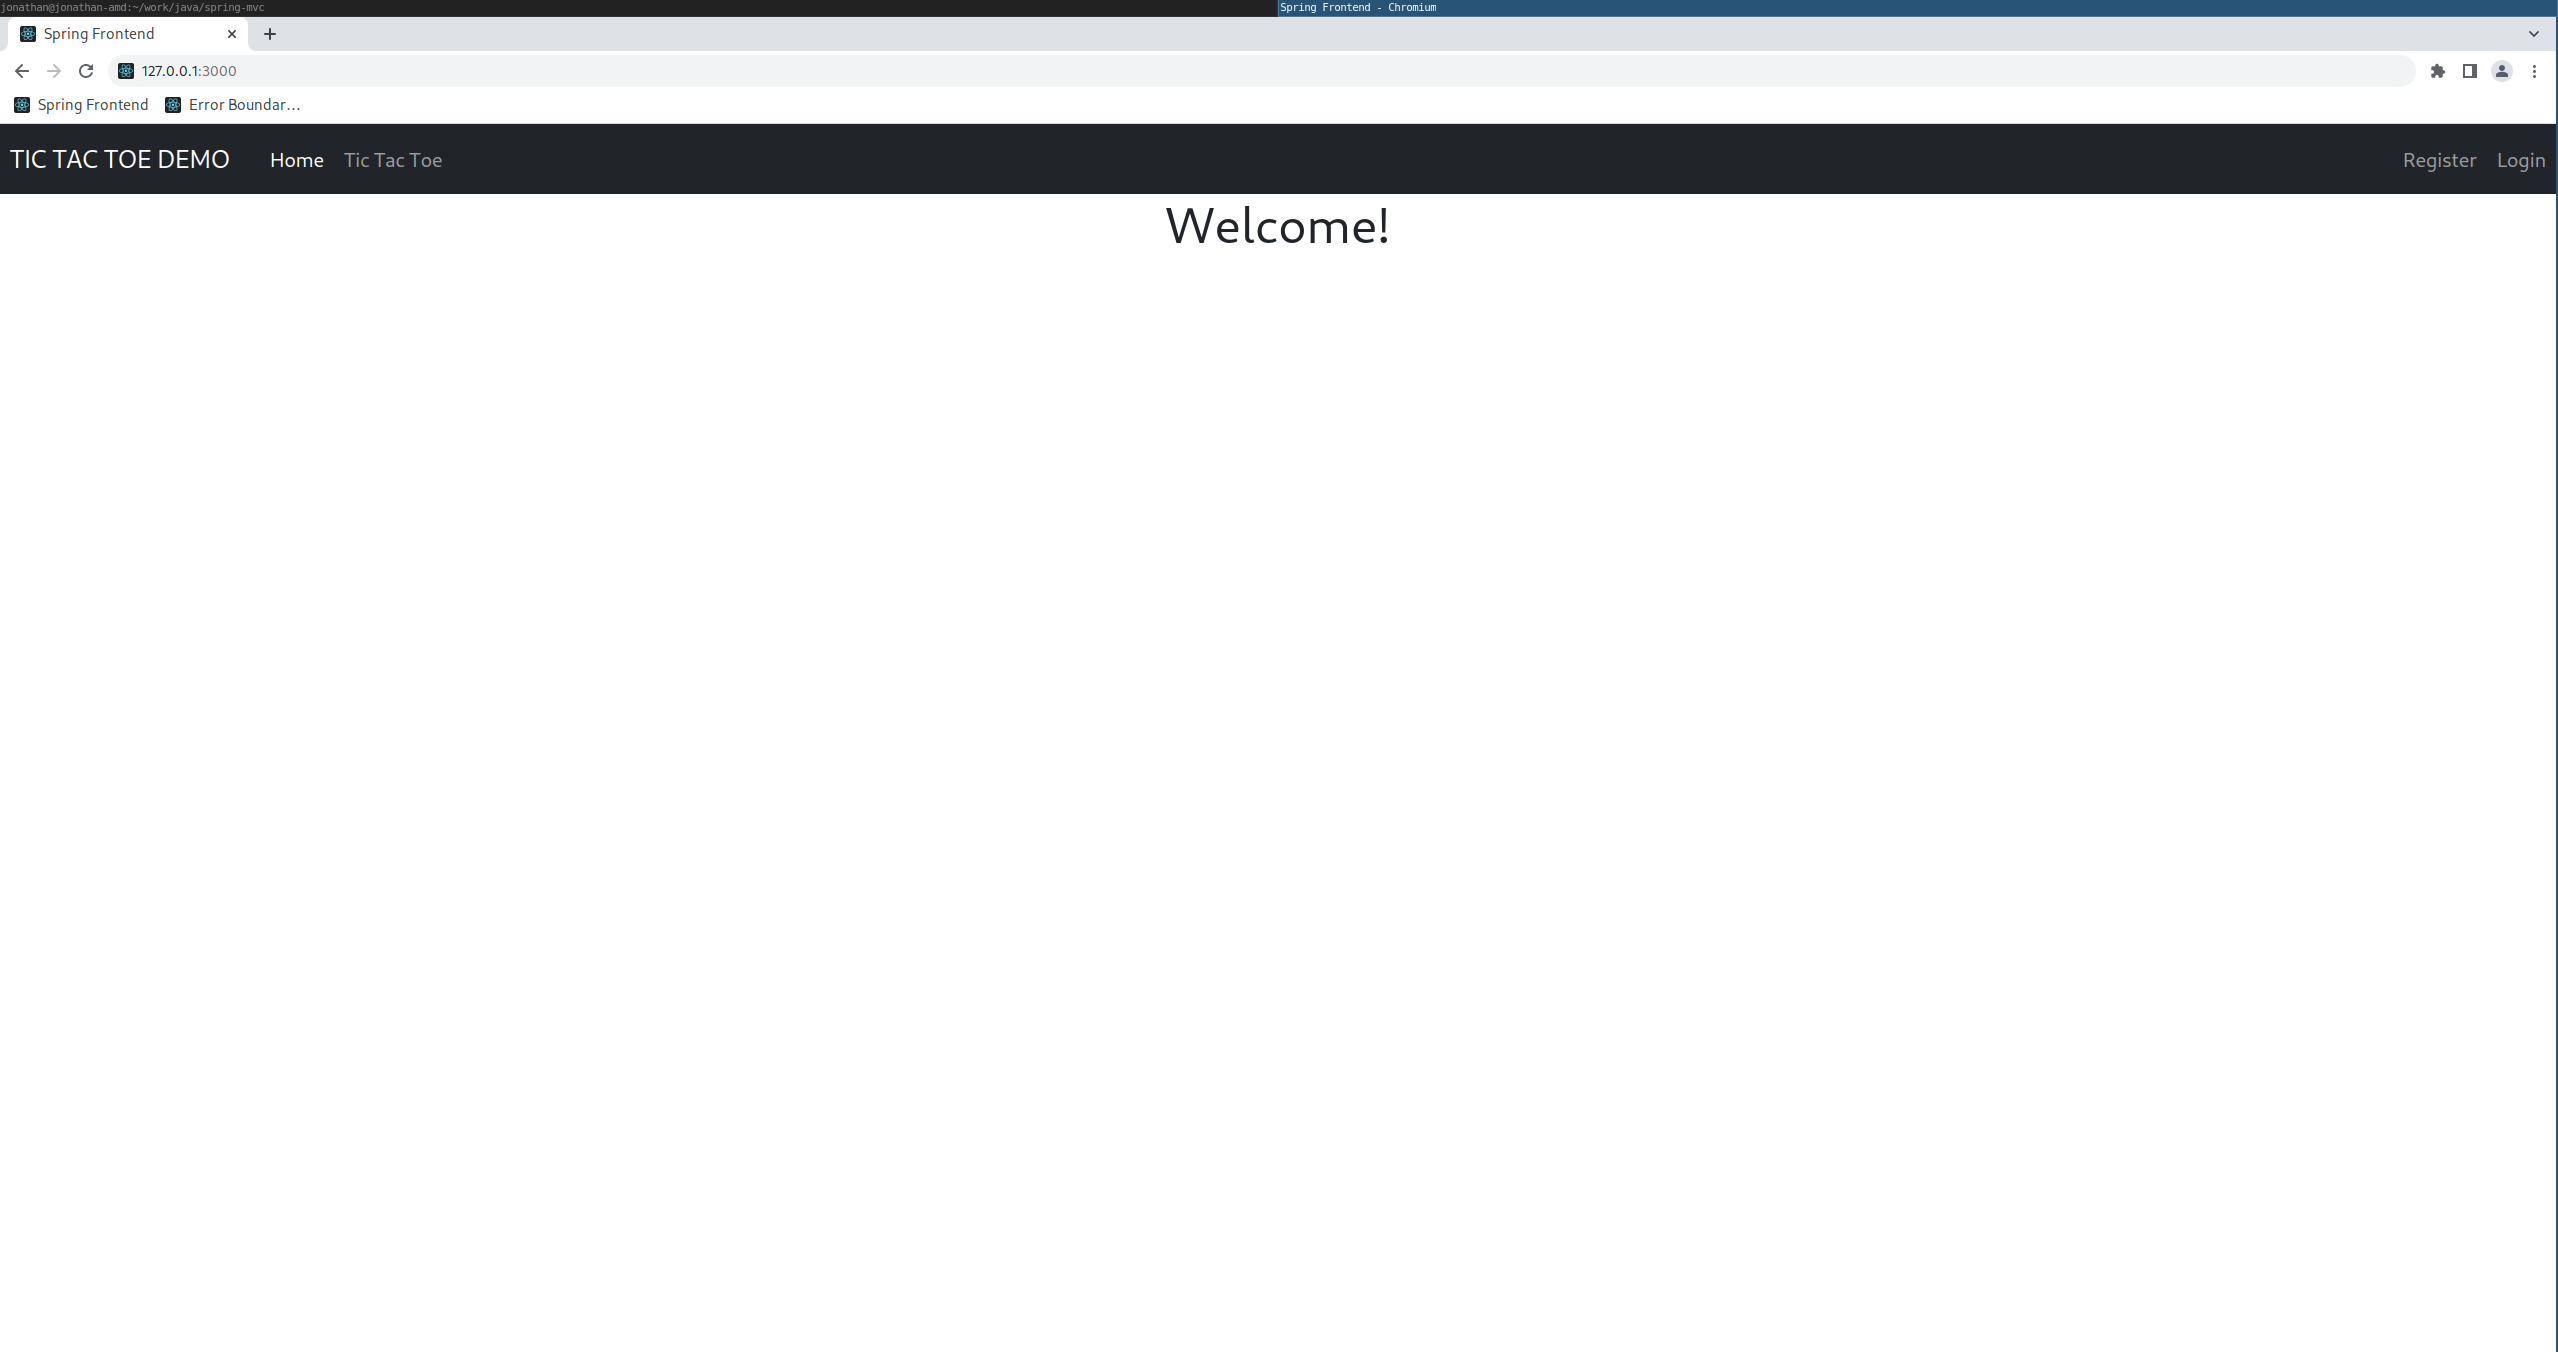 jonathan@jonathan-amd:~/work/java/spring-mvc Spring Frontend - Chromium
Spring Frontend
127.0.0.1:3000
Spring Frontend Error Boundar...
TIC TAC TOE DEMO Home Tic Tac Toe Register Login
Welcome!